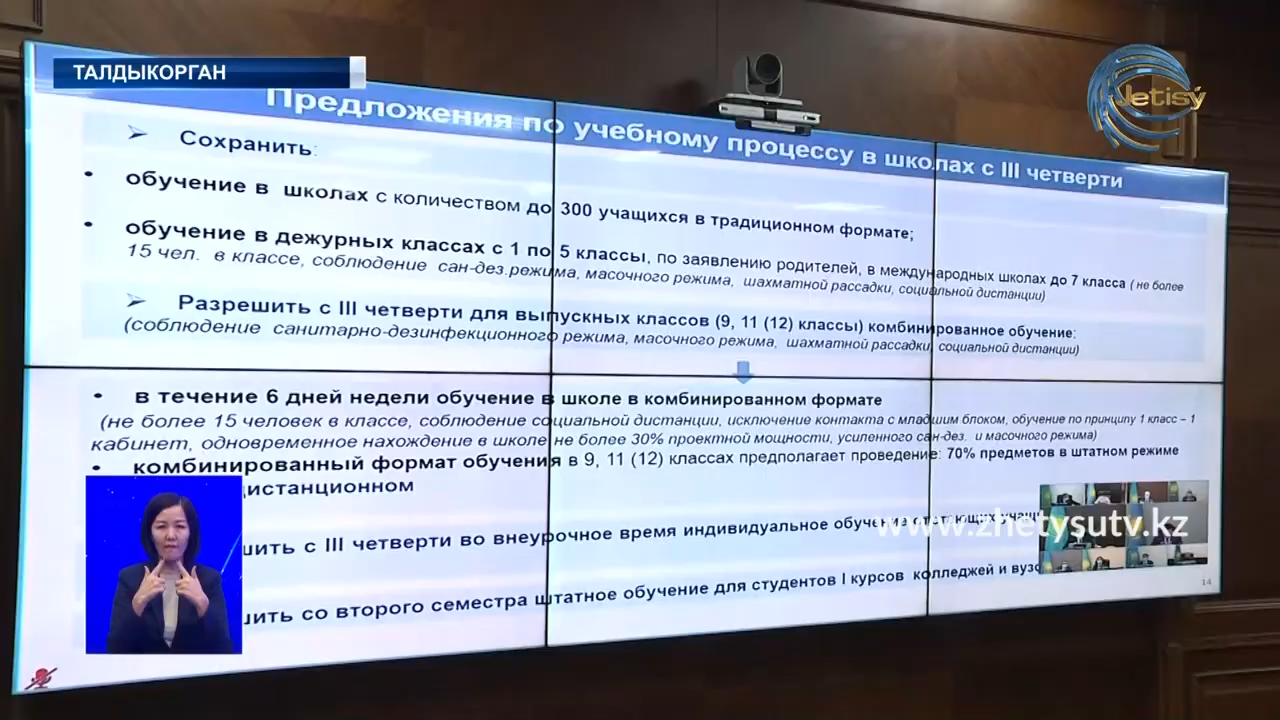 ТАЛДЫКОРГАН
Jetisý
Предложения по учебному процессу в школах с III четверти
Сохранить:
• обучение в школах с количеством до 300 учащихся в традиционном формате;
• обучение в дежурных классах с 1 по 5 классы, по заявлению родителей, в международных школах до 7 класса (не более
15 чел. в классе, соблюдение сан-дез.режима, масочного режима, шахматной рассадки, социальной дистанции)
Разрешить с III четверти для выпускных классов (9, 11 (12) классы) комбинированное обучение:
(соблюдение санитарно-дезинфекционного режима, масочного режима, шахматной рассадки, социальной дистанции)
• в течение 6 дней недели обучение в школе в комбинированном формате
(не более 15 человек в классе, соблюдение социальной дистанции, исключение контакта с младшим блоком, обучение по принципу 1 класс – 1
кабинет, одновременное нахождение в школе не более 30% проектной мощности, усиленного сан-дез. и масочного режима)
• комбинированный формат обучения в 9, 11 (12) классах предполагает проведение: 70% предметов в штатном режиме
дистанционном
www.zhetysutv.kz
шить с III четверти во внеурочное время индивидуальное обучение
14
шить со второго семестра штатное обучение для студентов I курсов колледжей и вузо